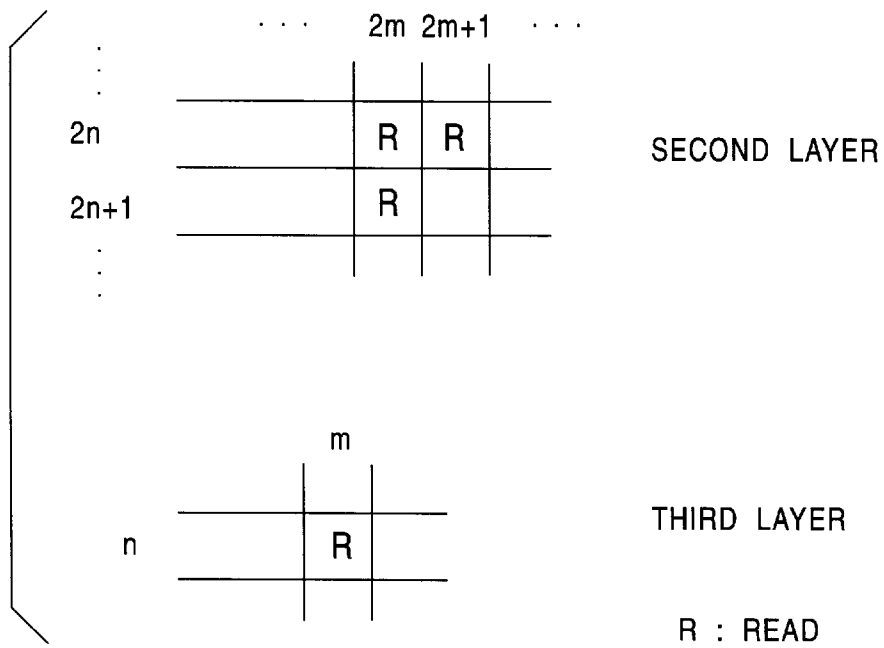 · · · 2m 2m+1 · · ·
2n R R SECOND LAYER
2n+1 R
m
n R THIRD LAYER
R : READ